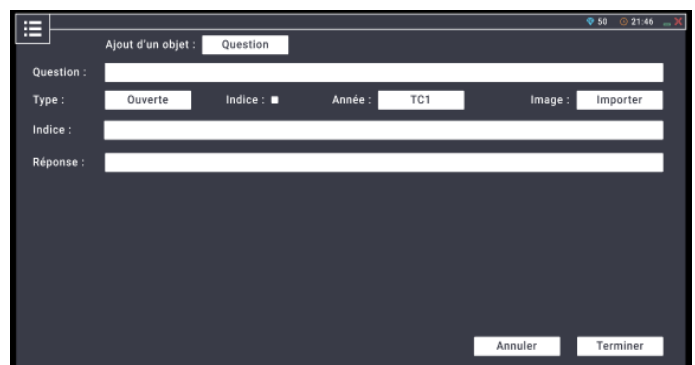 50 21:46
Ajout d'un objet : Question
Question :
Type : Ouverte Indice : Année : TC1 Image : Importer
Indice :
Réponse :
Annuler Terminer